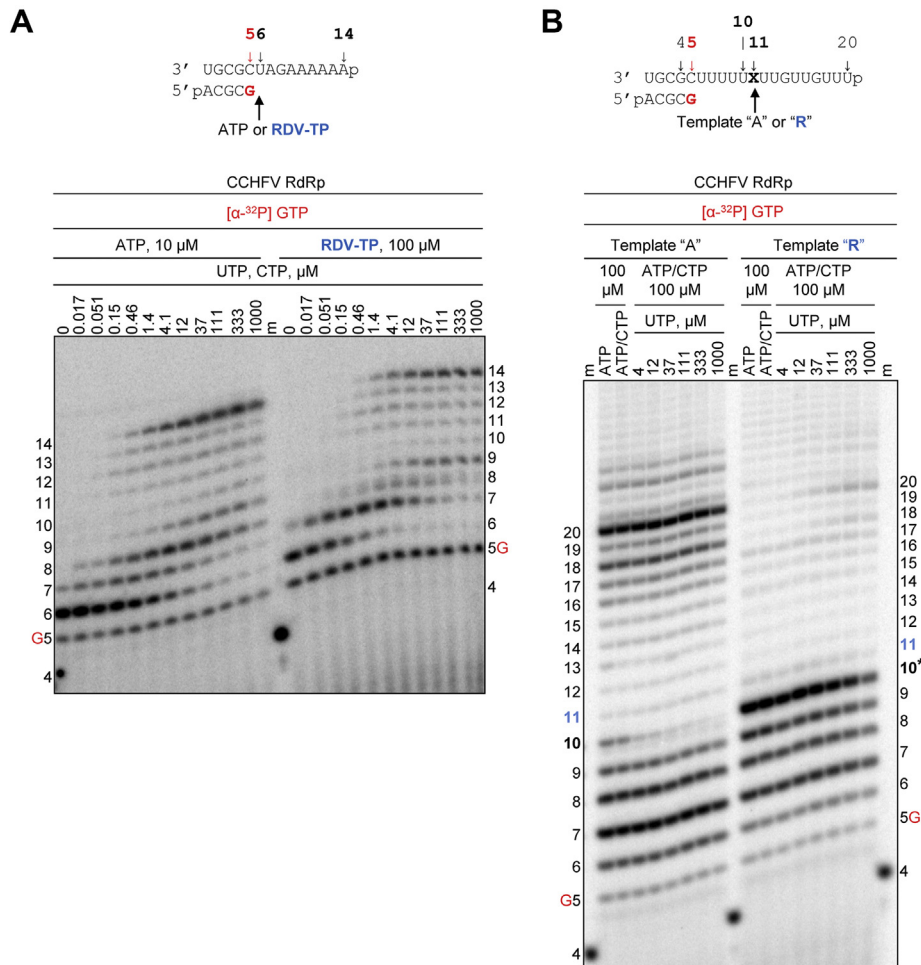 A
56 14
3' UGCGCUAGAAAAAAp
5'pACGCG
ATP or RDV-TP
CCHFV RdRp
[α-³²P] GTP
ATP, 10 µM RDV-TP, 100 µM
UTP, CTP, µM
0 0.017 0.051 0.15 0.46 1.4 4.1 12 37 111 333 1000 m 0 0.017 0.051 0.15 0.46 1.4 4.1 12 37 111 333 1000
14
13
12
11
10
9
8
7
6
G5
4
14
13
12
11
10
9
8
7
6
5G
4
B
10
4 5 | 11 20
3' UGCGCUUUUUUXUUGUUGUUUp
5'pACGCG
Template "A" or "R"
CCHFV RdRp
[α-³²P] GTP
Template "A" Template "R"
100 µM ATP/CTP 100 µM 100 µM ATP/CTP 100 µM
UTP, µM UTP, µM
m ATP ATP/CTP 4 12 37 111 333 1000 m ATP ATP/CTP 4 12 37 111 333 1000 m
20
19
18
17
16
15
14
13
12
11
10
9
8
7
6
G5
4
20
19
18
17
16
15
14
13
12
11
10*
9
8
7
6
5G
4